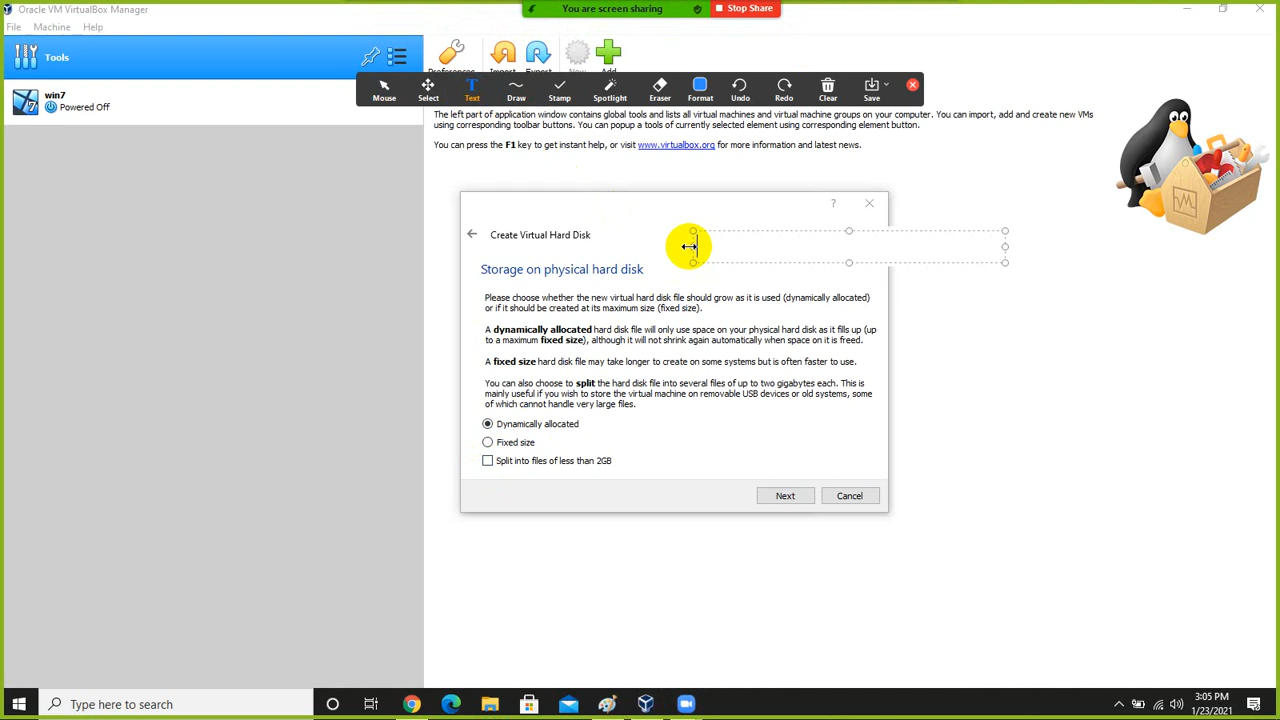 Oracle VM VirtualBox Manager
You are screen sharing
Stop Share
File Machine Help
Tools
Preferences Import Export New Add
win7
Powered Off
Mouse Select Text Draw Stamp Spotlight Eraser Format Undo Redo Clear Save
The left part of application window contains global tools and lists all virtual machines and virtual machine groups on your computer. You can import, add and create new VMs
using corresponding toolbar buttons. You can popup a tools of currently selected element using corresponding element button.
You can press the F1 key to get instant help, or visit www.virtualbox.org for more information and latest news.
?
Create Virtual Hard Disk
Storage on physical hard disk
Please choose whether the new virtual hard disk file should grow as it is used (dynamically allocated)
or if it should be created at its maximum size (fixed size).
A dynamically allocated hard disk file will only use space on your physical hard disk as it fills up (up
to a maximum fixed size), although it will not shrink again automatically when space on it is freed.
A fixed size hard disk file may take longer to create on some systems but is often faster to use.
You can also choose to split the hard disk file into several files of up to two gigabytes each. This is
mainly useful if you wish to store the virtual machine on removable USB devices or old systems, some
of which cannot handle very large files.
Dynamically allocated
Fixed size
Split into files of less than 2GB
Next Cancel
Type here to search
3:05 PM
1/23/2021